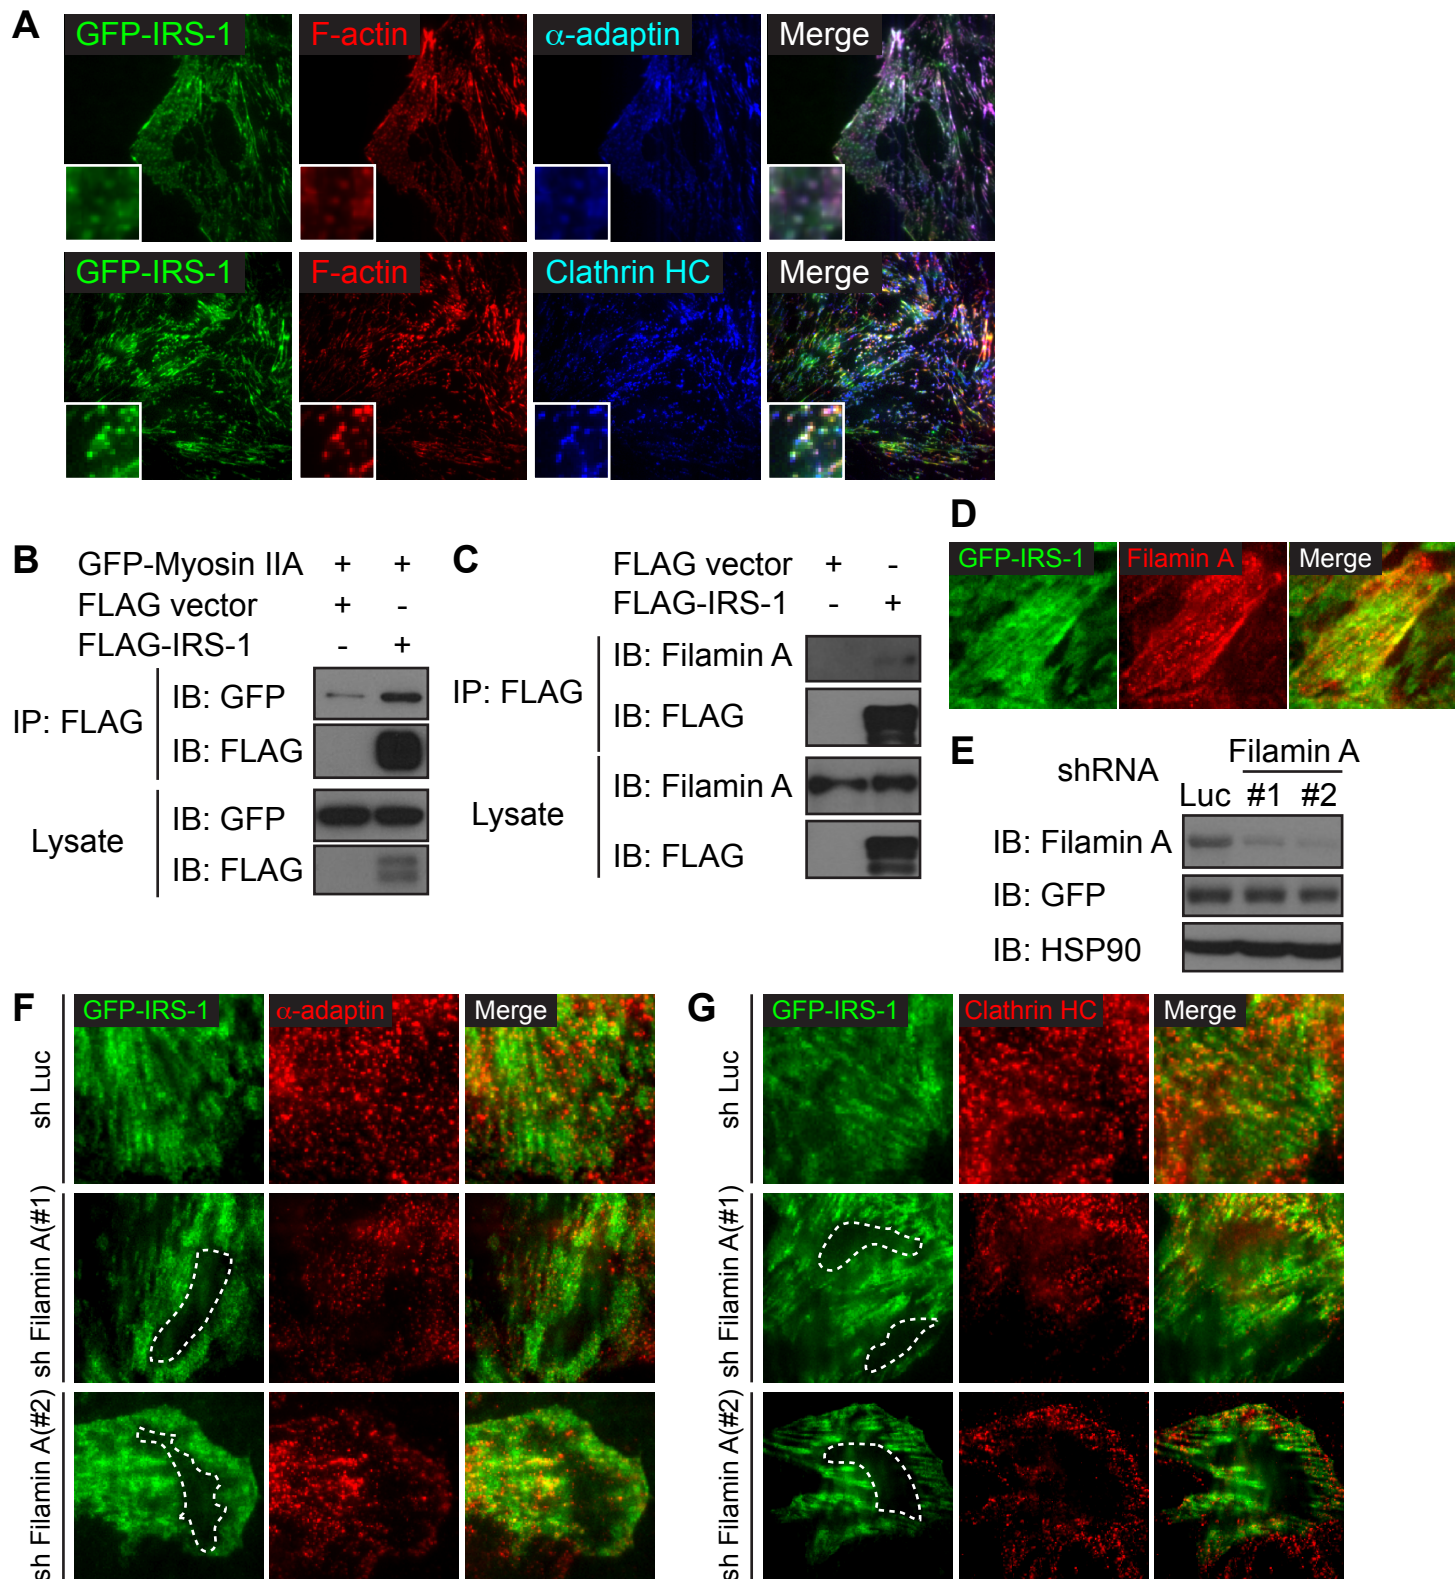 A
GFP-IRS-1 F-actin α-adaptin Merge
GFP-IRS-1 F-actin Clathrin HC Merge
B
GFP-Myosin IIA + +
FLAG vector + -
FLAG-IRS-1 - +
IP: FLAG
IB: GFP
IB: FLAG
Lysate
IB: GFP
IB: FLAG
C
FLAG vector + -
FLAG-IRS-1 - +
IP: FLAG
IB: Filamin A
IB: FLAG
Lysate
IB: Filamin A
IB: FLAG
D
GFP-IRS-1 Filamin A Merge
E
Filamin A
shRNA
Luc #1 #2
IB: Filamin A
IB: GFP
IB: HSP90
F
GFP-IRS-1 α-adaptin Merge
sh Luc
sh Filamin A(#1)
sh Filamin A(#2)
G
GFP-IRS-1 Clathrin HC Merge
sh Luc
sh Filamin A(#1)
sh Filamin A(#2)